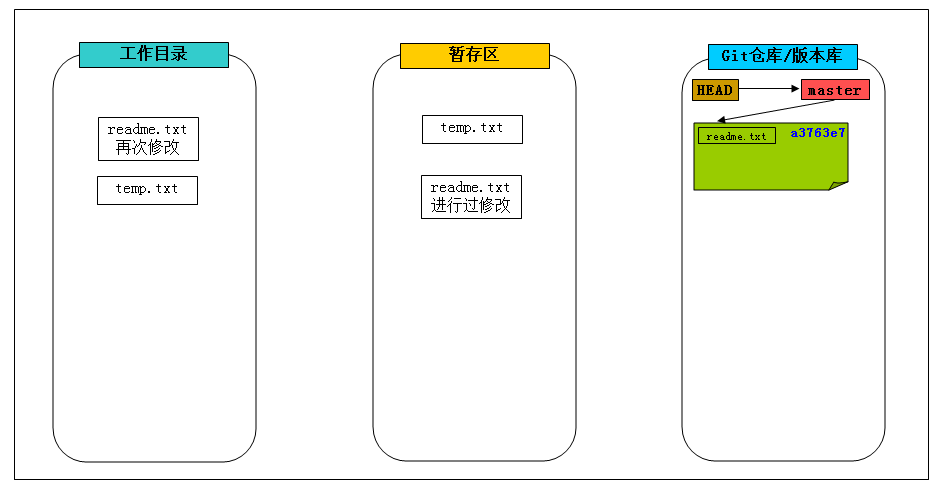 工作目录
readme.txt
再次修改
temp.txt
暂存区
temp.txt
readme.txt
进行过修改
Git仓库/版本库
HEAD
master
readme.txt
a3763e7